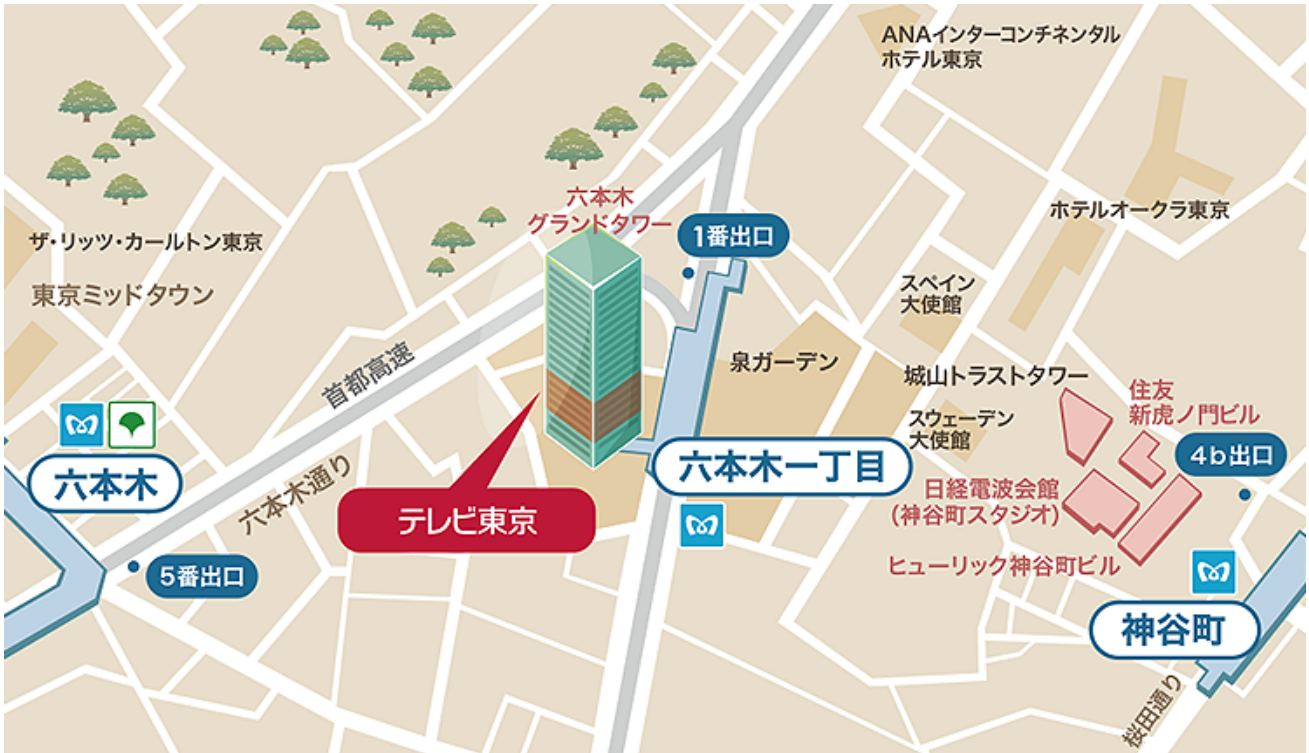 ANAインターコンチネンタル
ホテル東京
六本木
グランドタワー
1番出口
ホテルオークラ東京
ザ・リッツ・カールトン東京
東京ミッドタウン
スペイン
大使館
首都高速
泉ガーデン
城山トラストタワー
住友
新虎ノ門ビル
スウェーデン
大使館
4b出口
六本木
六本木通り
六本木一丁目
テレビ東京
日経電波会館
(神谷町スタジオ)
ヒューリック神谷町ビル
5番出口
神谷町
桜田通り